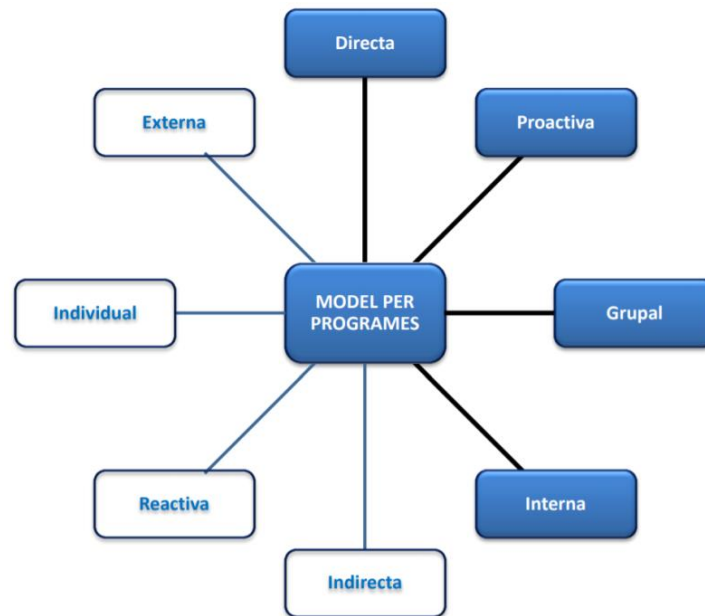 Directa
Externa
Proactiva
Individual
MODEL PER
PROGRAMES
Grupal
Reactiva
Interna
Indirecta